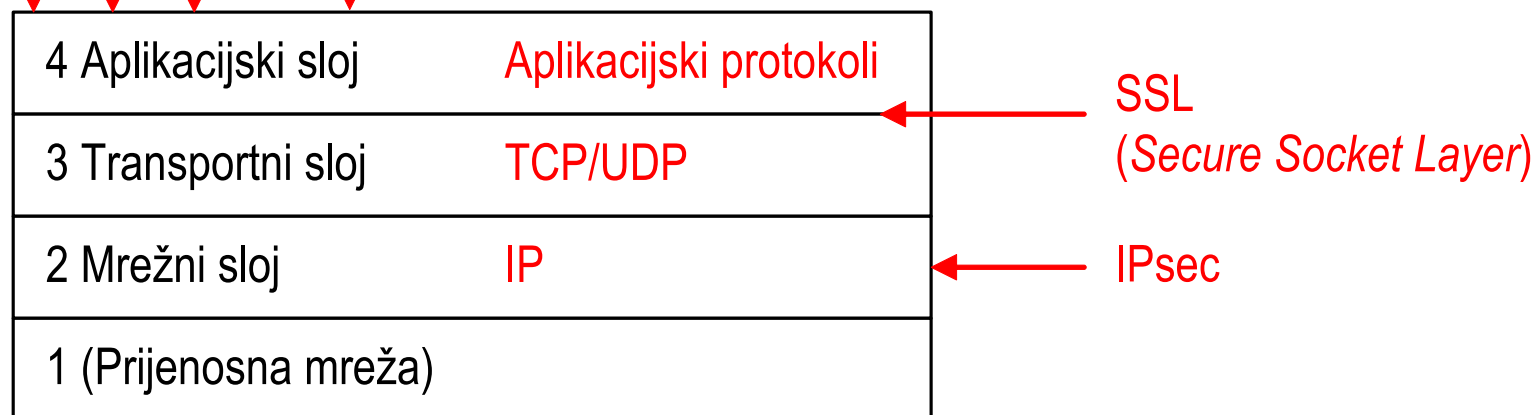 4 Aplikacijski sloj Aplikacijski protokoli
SSL
(Secure Socket Layer)
3 Transportni sloj TCP/UDP
2 Mrežni sloj IP
IPsec
1 (Prijenosna mreža)